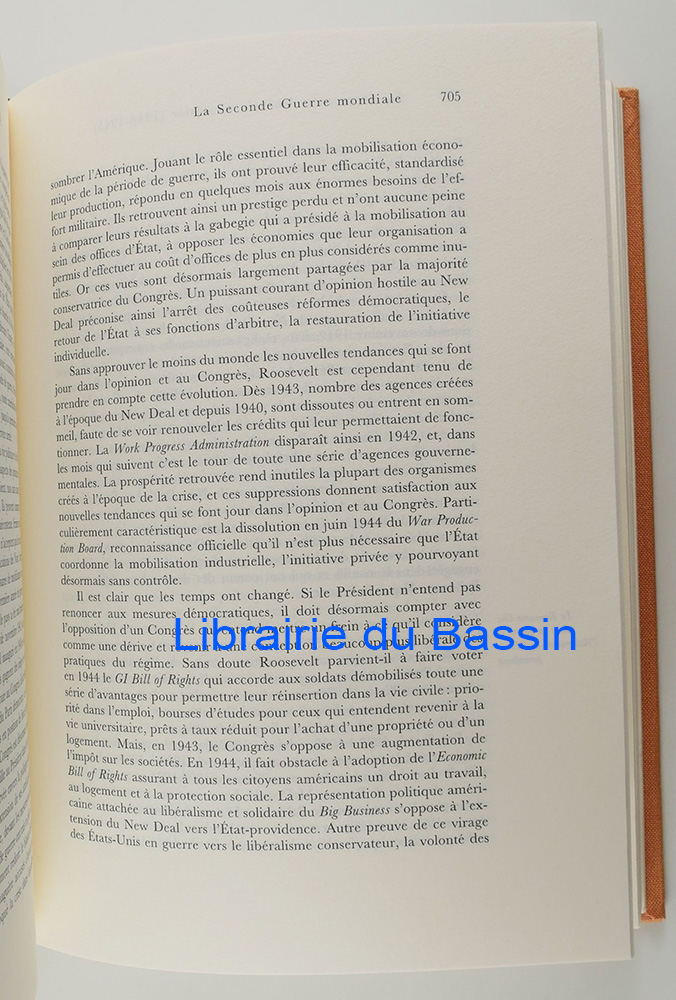 La Seconde Guerre mondiale 705
sombrer l'Amérique. Jouant le rôle essentiel dans la mobilisation écono-
mique de la période de guerre, ils ont prouvé leur efficacité, standardisé
leur production, répondu en quelques mois aux énormes besoins de l'ef-
fort militaire. Ils retrouvent ainsi un prestige perdu et n'ont aucune peine
à comparer leurs résultats à la gabegie qui a présidé à la mobilisation au
sein des offices d'État, à opposer les économies que leur organisation a
permis d'effectuer au coût d'offices de plus en plus considérés comme inu-
tiles. Or ces vues sont désormais largement partagées par la majorité
conservatrice du Congrès. Un puissant courant d'opinion hostile au New
Deal préconise ainsi l'arrêt des coûteuses réformes démocratiques, le
retour de l'État à ses fonctions d'arbitre, la restauration de l'initiative
individuelle.
Sans approuver le moins du monde les nouvelles tendances qui se font
jour dans l'opinion et au Congrès, Roosevelt est cependant tenu de
prendre en compte cette évolution. Dès 1943, nombre des agences créées
à l'époque du New Deal et depuis 1940, sont dissoutes ou entrent en som-
meil, faute de se voir renouveler les crédits qui leur permettaient de fonc-
tionner. La Work Progress Administration disparaît ainsi en 1942, et, dans
les mois qui suivent c'est le tour de toute une série d'agences gouverne-
mentales. La prospérité retrouvée rend inutiles la plupart des organismes
créés à l'époque de la crise, et ces suppressions donnent satisfaction aux
nouvelles tendances qui se font jour dans l'opinion et au Congrès. Parti-
culièrement caractéristique est la dissolution en juin 1944 du War Produc-
tion Board, reconnaissance officielle qu'il n'est plus nécessaire que l'État
coordonne la mobilisation industrielle, l'initiative privée y pourvoyant
désormais sans contrôle.
Il est clair que les temps ont changé. Si le Président n'entend pas
renoncer aux mesures démocratiques, il doit désormais compter avec
l'opposition d'un Congrès qui un frein à ce qu'il considère
comme une dérive et beaucoup plus libérale des
Librairie du Bassin
pratiques du régime. Sans doute Roosevelt parvient-il à faire voter
en 1944 le GI Bill of Rights qui accorde aux soldats démobilisés toute une
série d'avantages pour permettre leur réinsertion dans la vie civile : prio-
rité dans l'emploi, bourses d'études pour ceux qui entendent revenir à la
vie universitaire, prêts à taux réduit pour l'achat d'une propriété ou d'un
logement. Mais, en 1943, le Congrès s'oppose à une augmentation de
l'impôt sur les sociétés. En 1944, il fait obstacle à l'adoption de l'Economic
Bill of Rights assurant à tous les citoyens américains un droit au travail,
au logement et à la protection sociale. La représentation politique améri-
caine attachée au libéralisme et solidaire du Big Business s'oppose à l'ex-
tension du New Deal vers l'État-providence. Autre preuve de ce virage
des États-Unis en guerre vers le libéralisme conservateur, la volonté des